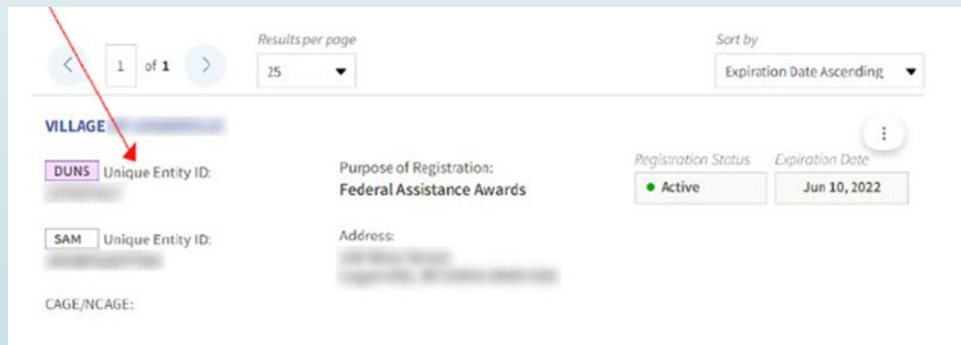 Results per page
Sort by
1 of 1
25
Expiration Date Ascending
VILLAGE
DUNS Unique Entity ID:
Purpose of Registration:
Federal Assistance Awards
Registration Status
Active
Expiration Date
Jun 10, 2022
SAM Unique Entity ID:
Address:
CAGE/NCAGE: